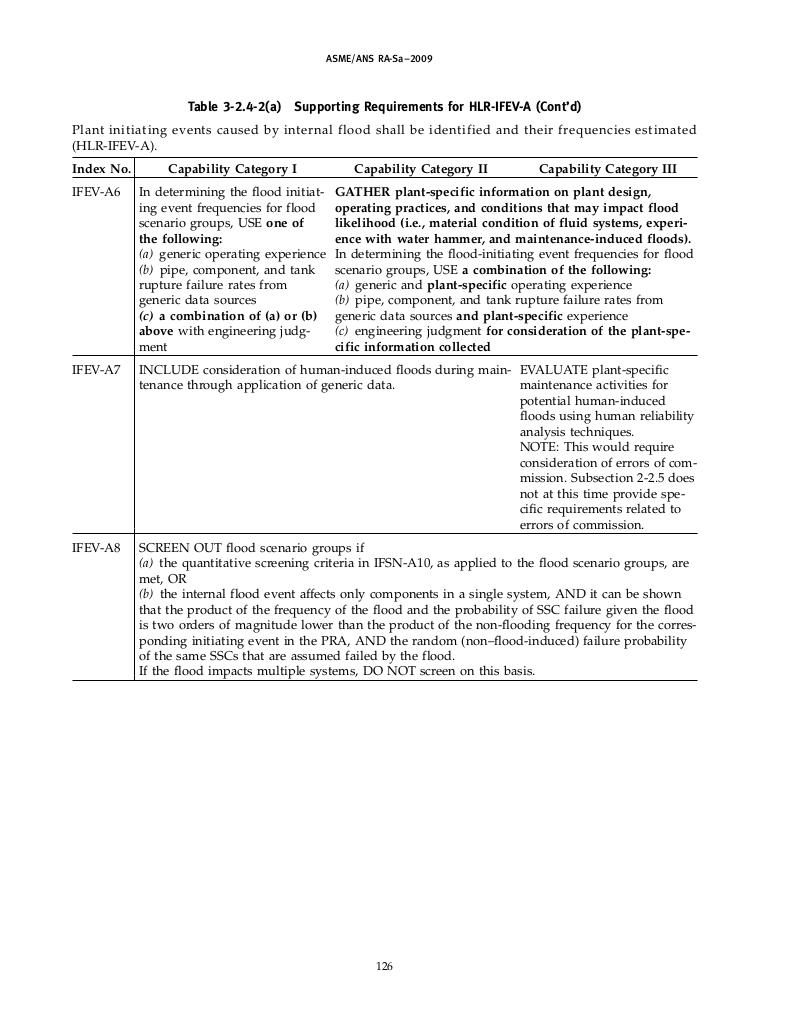 ASME/ANS RA-Sa–2009
Table 3-2.4-2(a) Supporting Requirements for HLR-IFEV-A (Cont'd)
Plant initiating events caused by internal flood shall be identified and their frequencies estimated
(HLR-IFEV-A).
Index No. Capability Category I Capability Category II Capability Category III
IFEV-A6
In determining the flood initiat-
ing event frequencies for flood
scenario groups, USE one of
the following:
(a) generic operating experience
(b) pipe, component, and tank
rupture failure rates from
generic data sources
(c) a combination of (a) or (b)
above with engineering judg-
ment
GATHER plant-specific information on plant design,
operating practices, and conditions that may impact flood
likelihood (i.e., material condition of fluid systems, experi-
ence with water hammer, and maintenance-induced floods).
In determining the flood-initiating event frequencies for flood
scenario groups, USE a combination of the following:
(a) generic and plant-specific operating experience
(b) pipe, component, and tank rupture failure rates from
generic data sources and plant-specific experience
(c) engineering judgment for consideration of the plant-spe-
cific information collected
IFEV-A7
INCLUDE consideration of human-induced floods during main-
tenance through application of generic data.
EVALUATE plant-specific
maintenance activities for
potential human-induced
floods using human reliability
analysis techniques.
NOTE: This would require
consideration of errors of com-
mission. Subsection 2-2.5 does
not at this time provide spe-
cific requirements related to
errors of commission.
IFEV-A8
SCREEN OUT flood scenario groups if
(a) the quantitative screening criteria in IFSN-A10, as applied to the flood scenario groups, are
met, OR
(b) the internal flood event affects only components in a single system, AND it can be shown
that the product of the frequency of the flood and the probability of SSC failure given the flood
is two orders of magnitude lower than the product of the non-flooding frequency for the corres-
ponding initiating event in the PRA, AND the random (non–flood-induced) failure probability
of the same SSCs that are assumed failed by the flood.
If the flood impacts multiple systems, DO NOT screen on this basis.
126